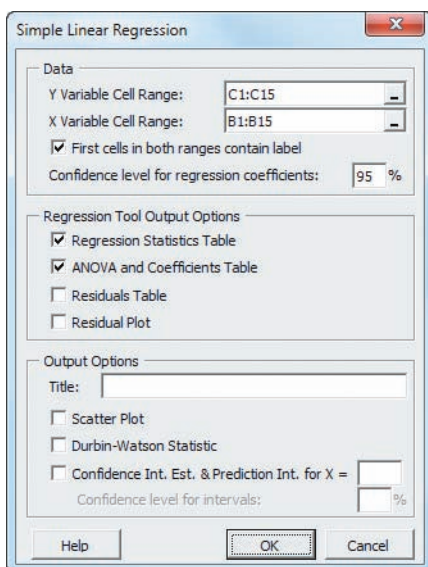 Simple Linear Regression
Data
Y Variable Cell Range: C1:C15
X Variable Cell Range: B1:B15
First cells in both ranges contain label
Confidence level for regression coefficients: 95 %
Regression Tool Output Options
Regression Statistics Table
ANOVA and Coefficients Table
Residuals Table
Residual Plot
Output Options
Title:
Scatter Plot
Durbin-Watson Statistic
Confidence Int. Est. & Prediction Int. for X =
Confidence level for intervals: %
Help OK Cancel